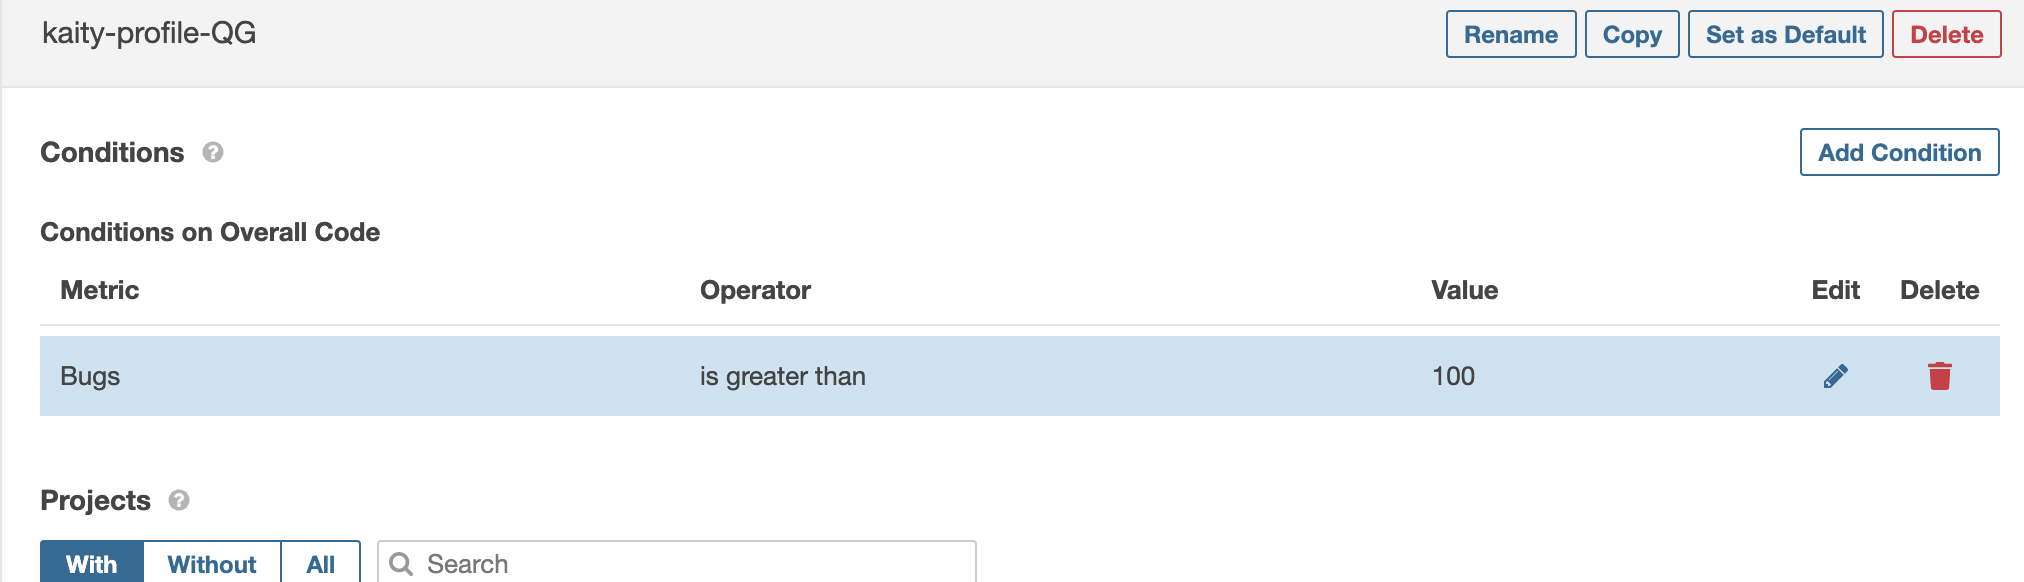 kaity-profile-QG Rename Copy Set as Default Delete
Conditions ? Add Condition
Conditions on Overall Code
Metric Operator Value Edit Delete
Bugs is greater than 100
Projects ?
With Without All Search